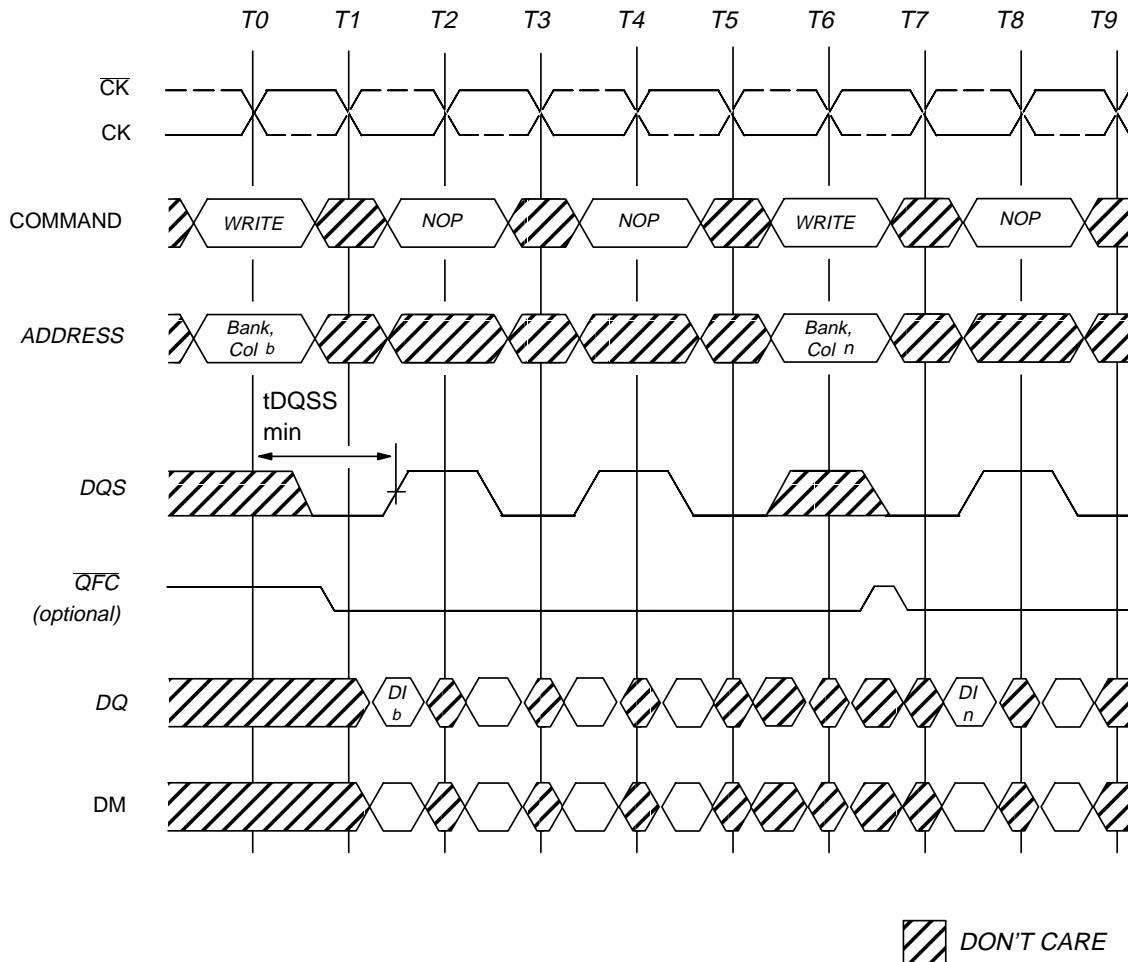 T0 T1 T2 T3 T4 T5 T6 T7 T8 T9
CK
CK
COMMAND
WRITE NOP NOP WRITE NOP
ADDRESS
Bank,
Col b
Bank,
Col n
tDQSS
min
DQS
QFC
(optional)
DQ
DI
b
DI
n
DM
DON'T CARE